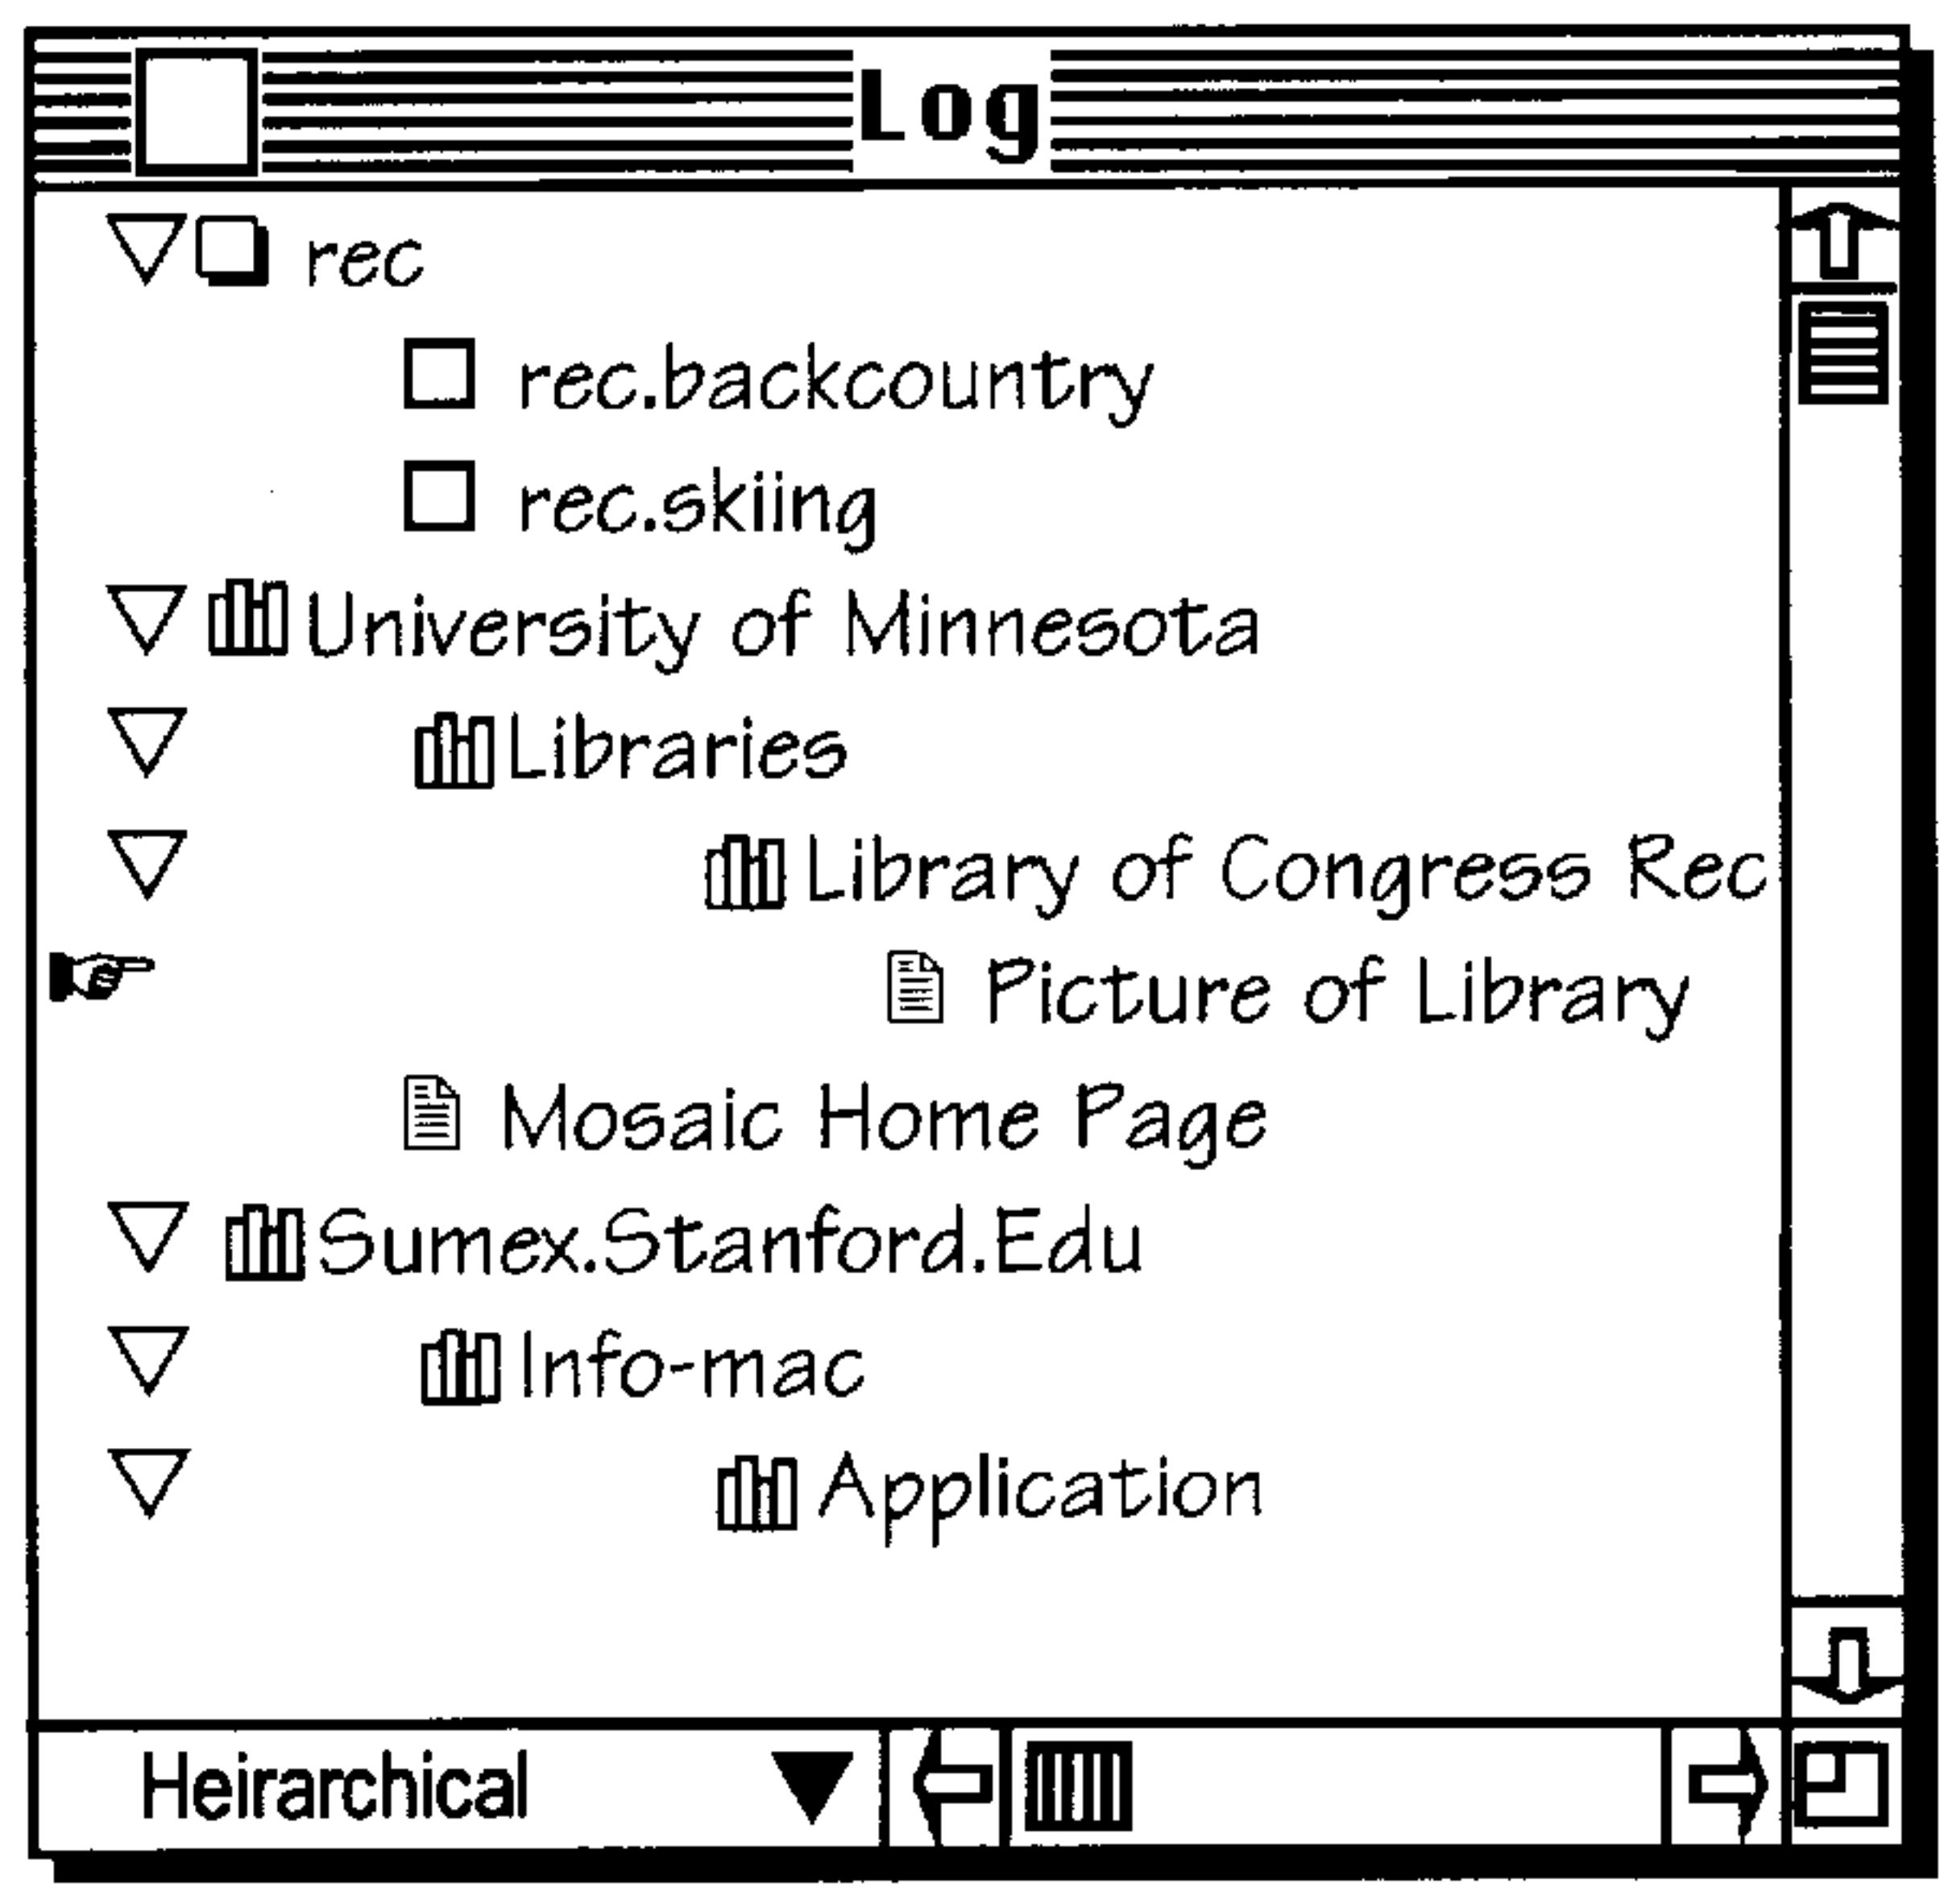 Log
rec
rec.backcountry
rec.skiing
University of Minnesota
Libraries
Library of Congress Rec
Picture of Library
Mosaic Home Page
Sumex.Stanford.Edu
Info-mac
Application
Heirarchical